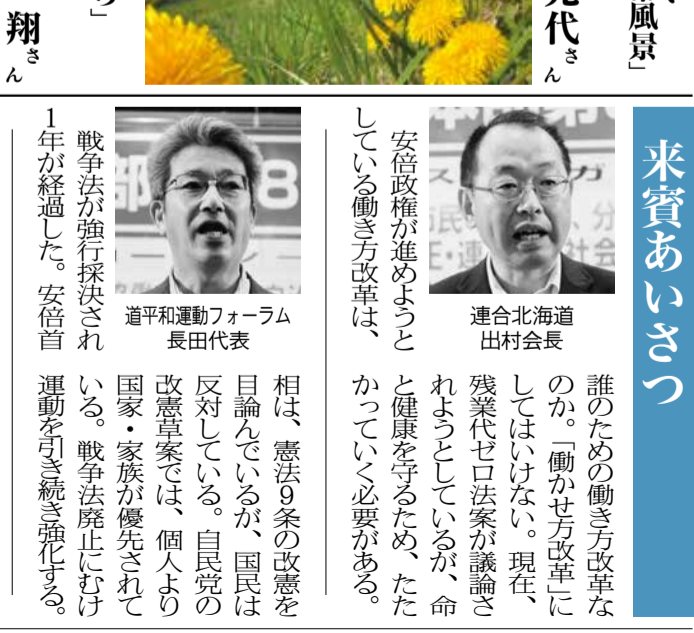 風景」
代さん
翔さん
来賓あいさつ
連合北海道
出村会長
安倍政権が進めようと
している働き方改革は、
誰のための働き方改革な
のか。「働かせ方改革」に
してはいけない。現在、
残業代ゼロ法案が議論さ
れようとしているが、命
と健康を守るため、たた
かっていく必要がある。
道平和運動フォーラム
長田代表
戦争法が強行採決され
1年が経過した。安倍首
相は、憲法9条の改憲を
目論んでいるが、国民は
反対している。自民党の
改憲草案では、個人より
国家・家族が優先されて
いる。戦争法廃止にむけ
運動を引き続き強化する。